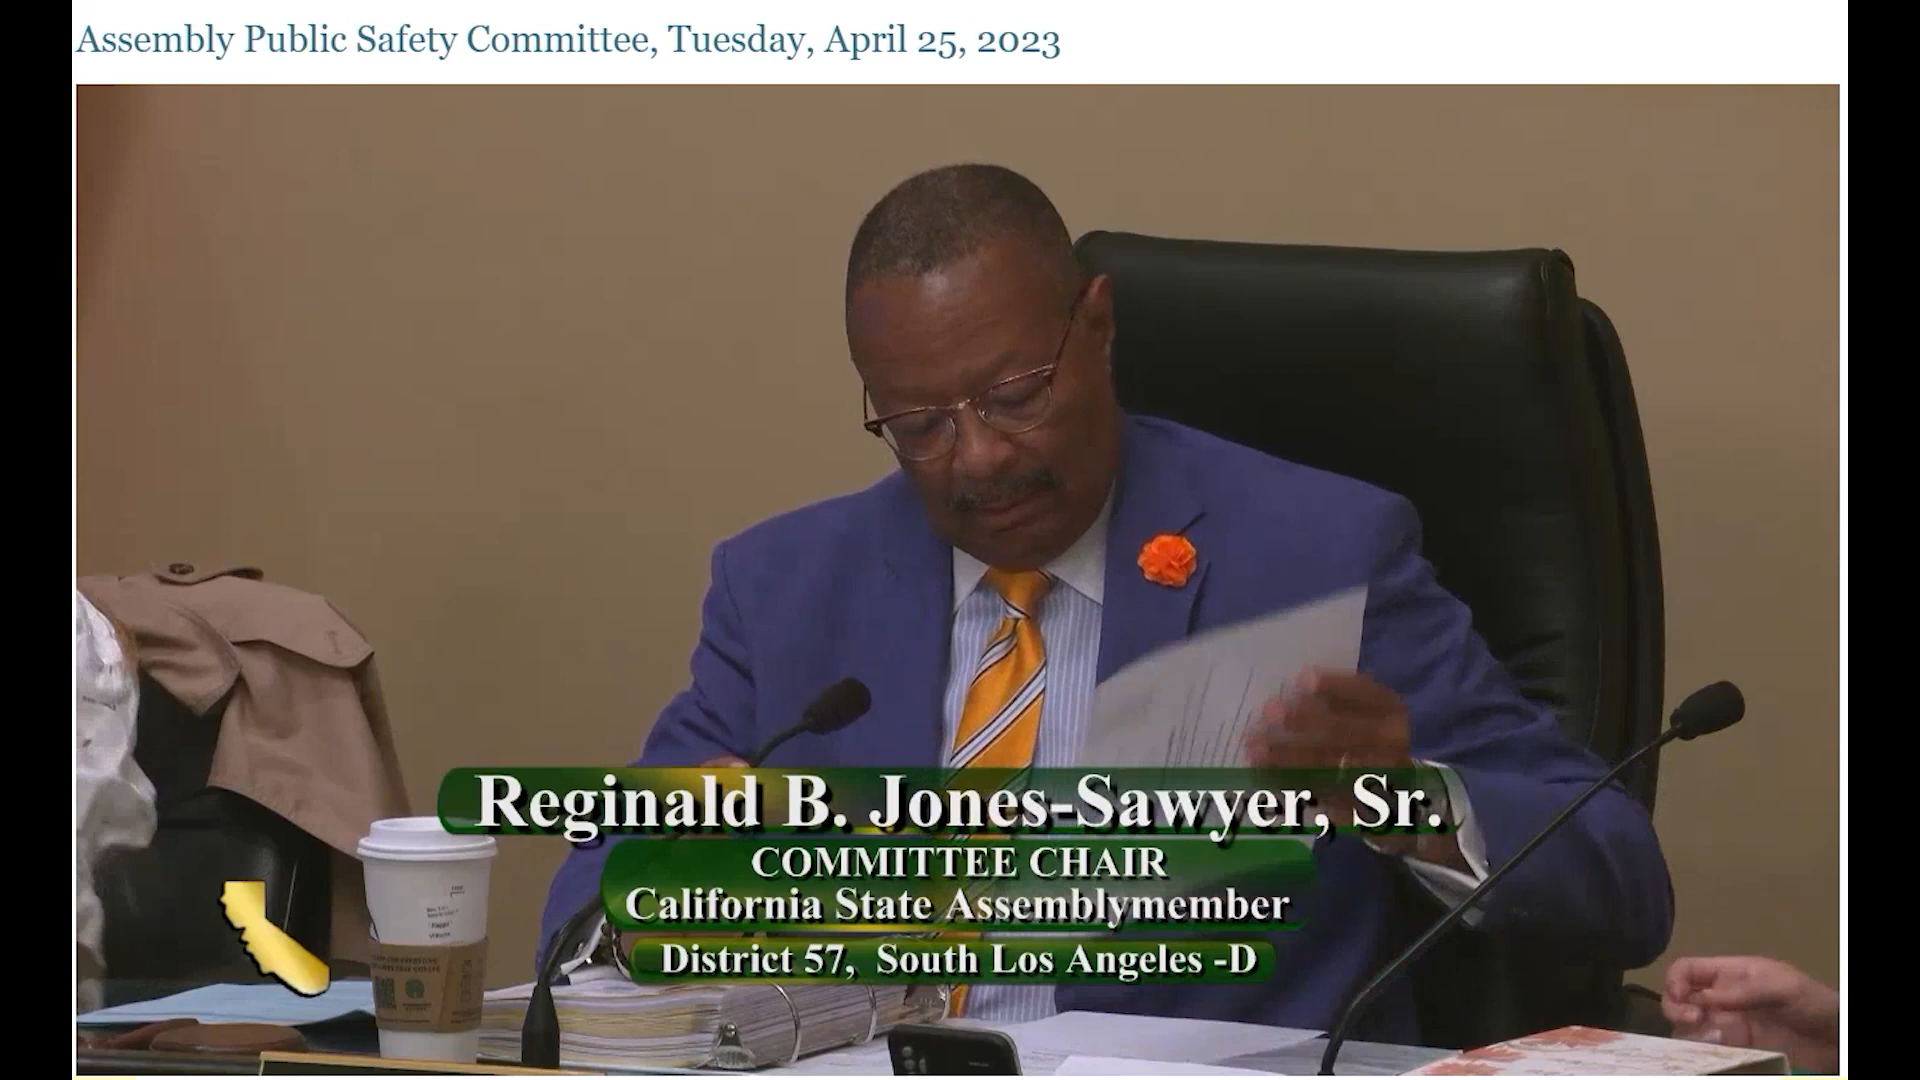 Assembly Public Safety Committee, Tuesday, April 25, 2023
Reginald B. Jones-Sawyer, Sr.
COMMITTEE CHAIR
California State Assemblymember
District 57, South Los Angeles -D